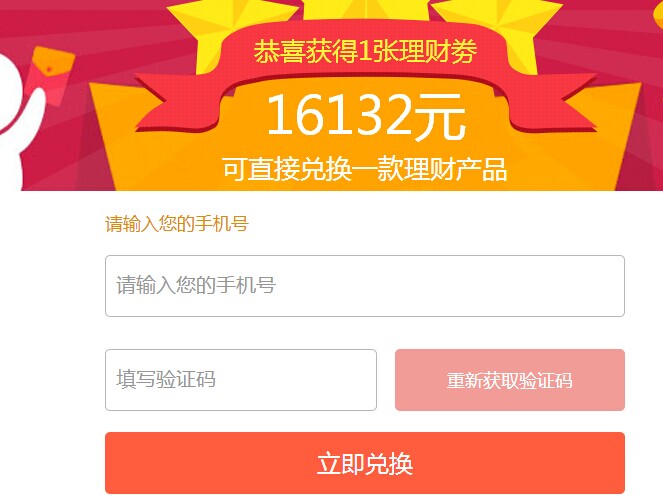 恭喜获得1张理财券
16132元
可直接兑换一款理财产品
请输入您的手机号
请输入您的手机号
填写验证码
重新获取验证码
立即兑换